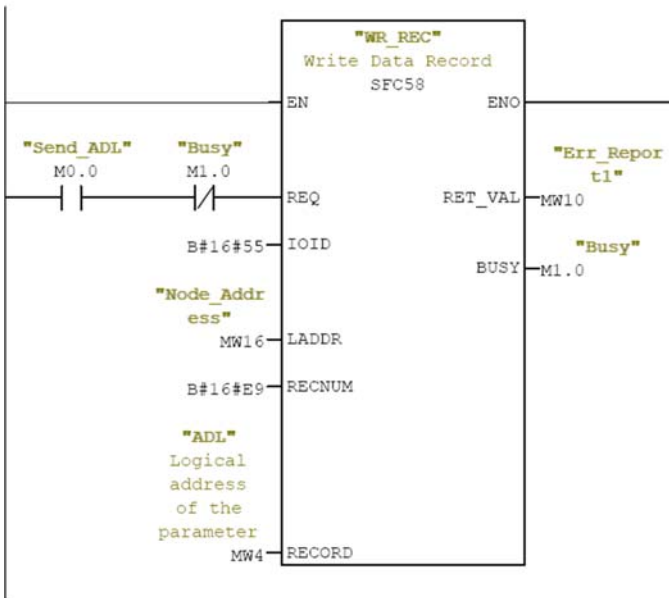 "WR_REC"
Write Data Record
SFC58
EN
ENO
"Send_ADL"
M0.0
"Busy"
M1.0
REQ
"Err_Repor
t1"
RET_VAL
MW10
B#16#55
IOID
"Busy"
BUSY
M1.0
"Node_Addr
ess"
MW16
LADDR
B#16#E9
RECNUM
"ADL"
Logical
address
of the
parameter
MW4
RECORD